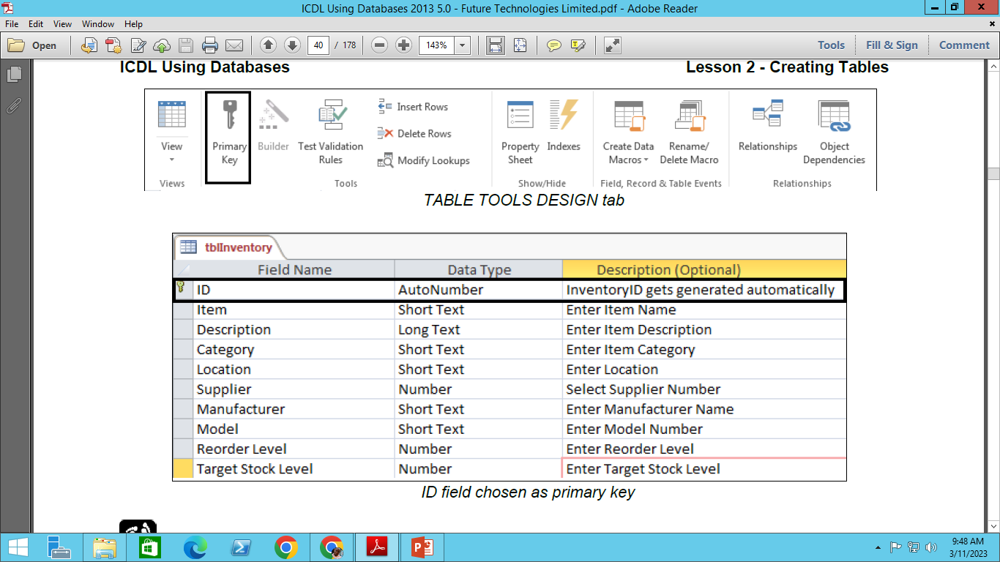 ICDL Using Databases 2013 5.0 - Future Technologies Limited.pdf - Adobe Reader
File Edit View Window Help
Open 40 / 178 143% Tools Fill & Sign Comment
ICDL Using Databases Lesson 2 - Creating Tables
View
Primary Key
Builder
Test Validation Rules
Insert Rows
Delete Rows
Modify Lookups
Property Sheet
Indexes
Create Data Macros
Rename/ Delete Macro
Relationships
Object Dependencies
Views Tools Show/Hide Field, Record & Table Events Relationships
TABLE TOOLS DESIGN tab
tblInventory
Field Name Data Type Description (Optional)
ID AutoNumber InventoryID gets generated automatically
Item Short Text Enter Item Name
Description Long Text Enter Item Description
Category Short Text Enter Item Category
Location Short Text Enter Location
Supplier Number Select Supplier Number
Manufacturer Short Text Enter Manufacturer Name
Model Short Text Enter Model Number
Reorder Level Number Enter Reorder Level
Target Stock Level Number Enter Target Stock Level
ID field chosen as primary key
9:48 AM
3/11/2023